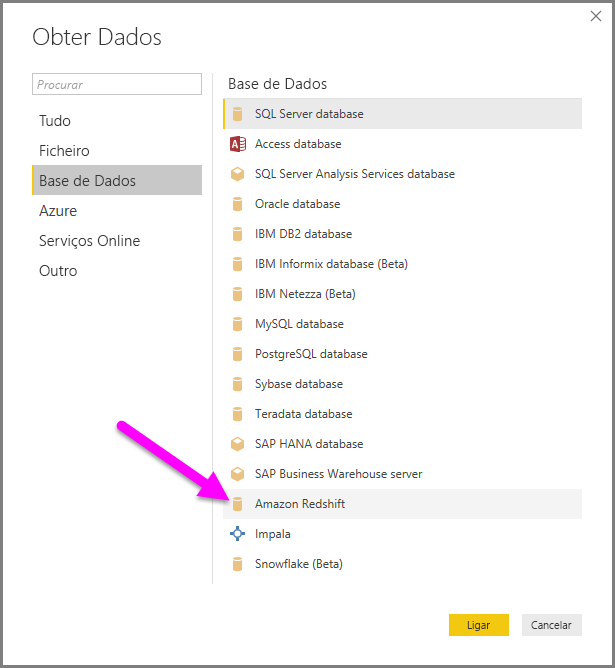 Obter Dados
Procurar
Tudo
Ficheiro
Base de Dados
Azure
Serviços Online
Outro
Base de Dados
SQL Server database
Access database
SQL Server Analysis Services database
Oracle database
IBM DB2 database
IBM Informix database (Beta)
IBM Netezza (Beta)
MySQL database
PostgreSQL database
Sybase database
Teradata database
SAP HANA database
SAP Business Warehouse server
Amazon Redshift
Impala
Snowflake (Beta)
Ligar
Cancelar